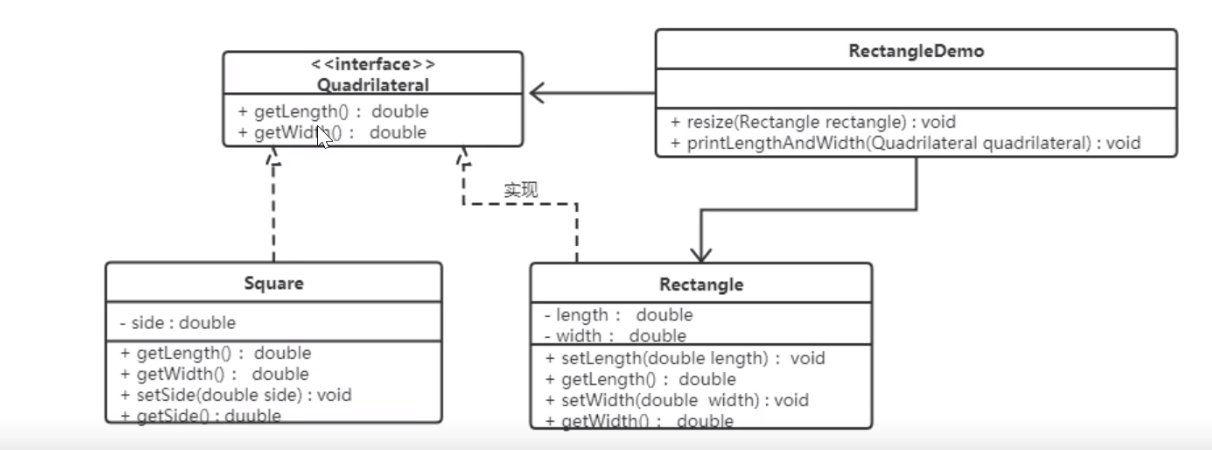 <<interface>>
Quadrilateral
+ getLength() : double
+ getWidth() : double
RectangleDemo
+ resize(Rectangle rectangle) : void
+ printLengthAndWidth(Quadrilateral quadrilateral) : void
实现
Square
- side : double
+ getLength() : double
+ getWidth() : double
+ setSide(double side) : void
+ getSide() : duuble
Rectangle
- length : double
- width : double
+ setLength(double length) : void
+ getLength() : double
+ setWidth(double width) : void
+ getWidth() : double